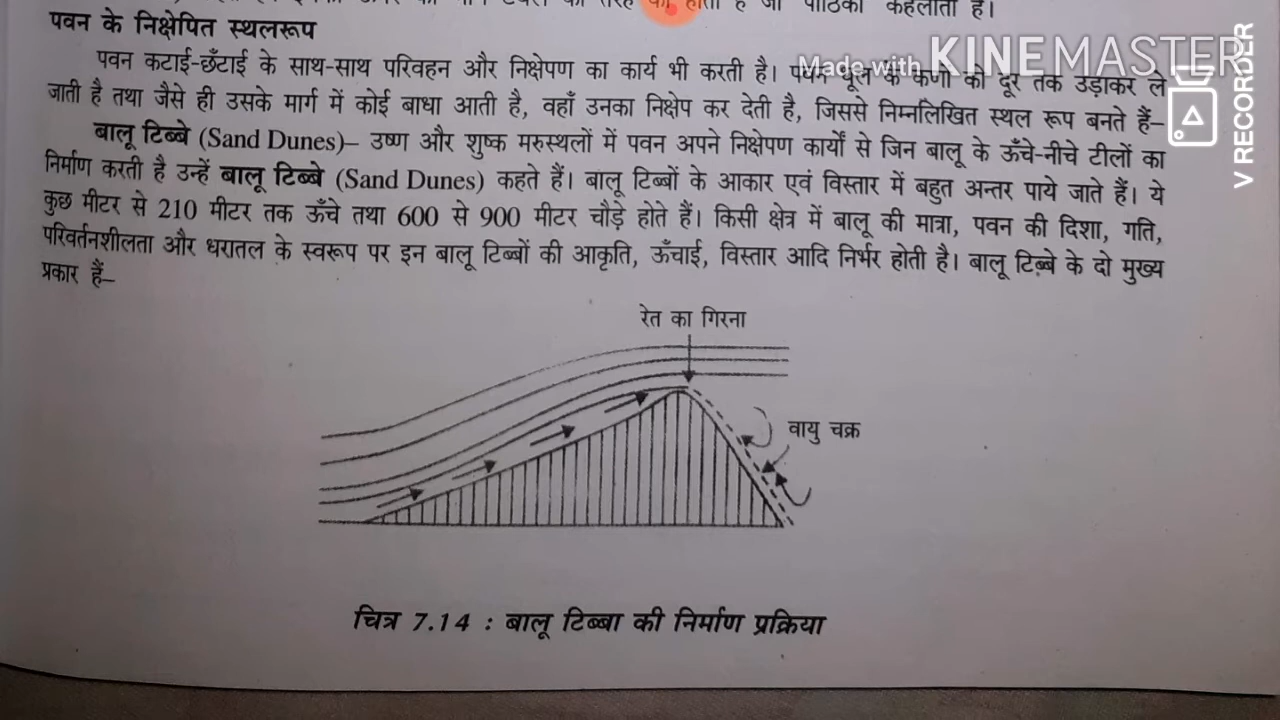 कहलाती है।
पवन के निक्षेपित स्थलरूप
पवन कटाई-छँटाई के साथ-साथ परिवहन और निक्षेपण का कार्य भी करती है। पवन धूल के कणों को दूर तक उड़ाकर ले
जाती है तथा जैसे ही उसके मार्ग में कोई बाधा आती है, वहाँ उनका निक्षेप कर देती है, जिससे निम्नलिखित स्थल रूप बनते हैं–
बालू टिब्बे (Sand Dunes)– उष्ण और शुष्क मरुस्थलों में पवन अपने निक्षेपण कार्यों से जिन बालू के ऊँचे-नीचे टीलों का
निर्माण करती है उन्हें बालू टिब्बे (Sand Dunes) कहते हैं। बालू टिब्बों के आकार एवं विस्तार में बहुत अन्तर पाये जाते हैं। ये
कुछ मीटर से 210 मीटर तक ऊँचे तथा 600 से 900 मीटर चौड़े होते हैं। किसी क्षेत्र में बालू की मात्रा, पवन की दिशा, गति,
परिवर्तनशीलता और धरातल के स्वरूप पर इन बालू टिब्बों की आकृति, ऊँचाई, विस्तार आदि निर्भर होती है। बालू टिब्बे के दो मुख्य
प्रकार हैं–
रेत का गिरना
वायु चक्र
चित्र 7.14 : बालू टिब्बा की निर्माण प्रक्रिया
Made with KINEMASTER
V RECORDER